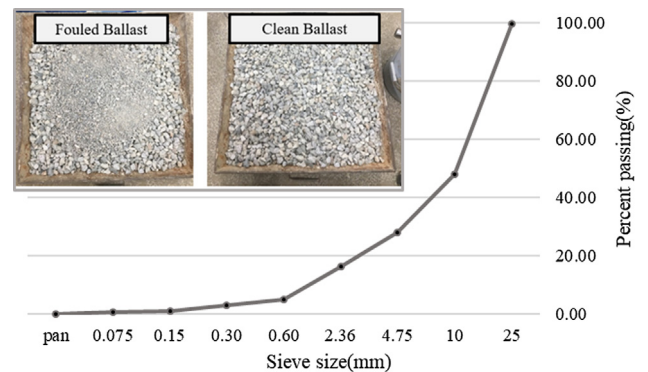 Fouled Ballast
Clean Ballast
100.00
80.00
60.00
40.00
20.00
0.00
Percent passing(%)
pan 0.075 0.15 0.30 0.60 2.36 4.75 10 25
Sieve size(mm)